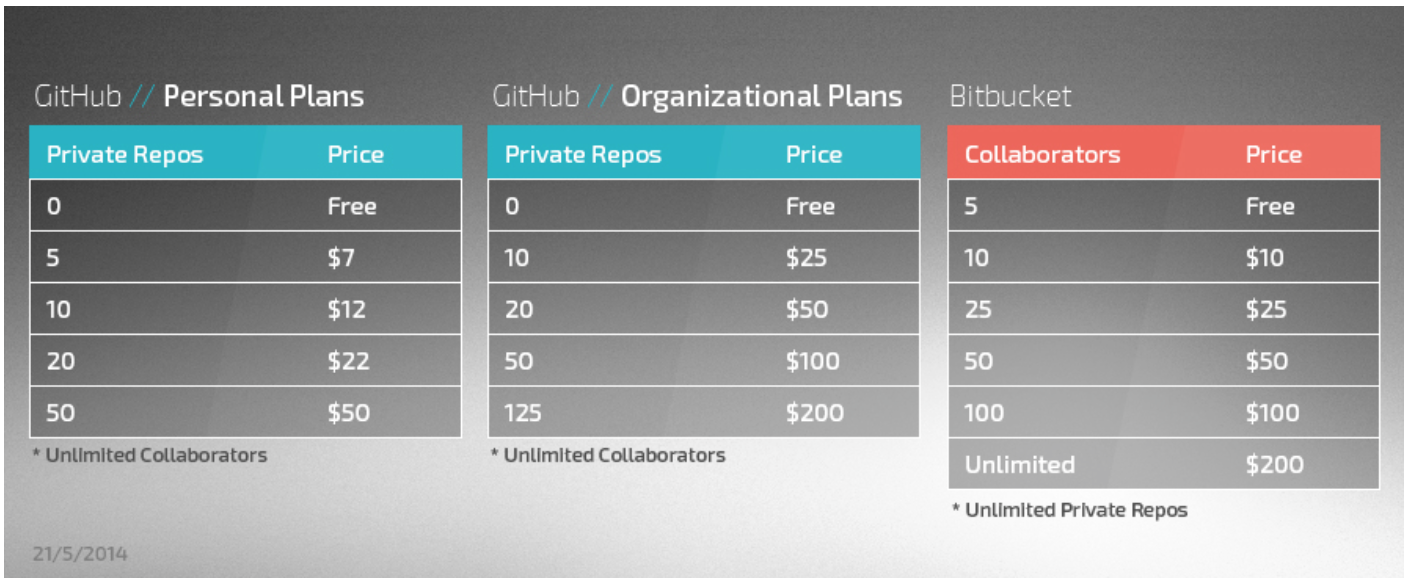 GitHub // Personal Plans
Private Repos Price
0 Free
5 $7
10 $12
20 $22
50 $50
* Unlimited Collaborators
GitHub // Organizational Plans
Private Repos Price
0 Free
10 $25
20 $50
50 $100
125 $200
* Unlimited Collaborators
Bitbucket
Collaborators Price
5 Free
10 $10
25 $25
50 $50
100 $100
Unlimited $200
* Unlimited Private Repos
21/5/2014